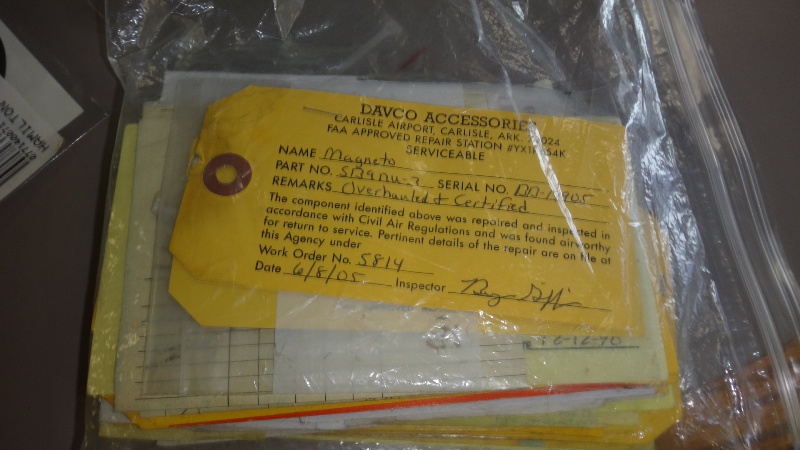 DAVCO ACCESSORIES
CARLISLE AIRPORT, CARLISLE, ARK.
FAA APPROVED REPAIR STATION
SERVICEABLE
NAME Magneto
PART NO. SB9NU-3 SERIAL NO.
REMARKS Overhauled & Certified
The component identified above was repaired and inspected in
accordance with Civil Air Regulations and was found airworthy
for return to service. Pertinent details of the repair are on file at
this Agency under
Work Order No. 5814
Date 6/8/05 Inspector
HAMILTON